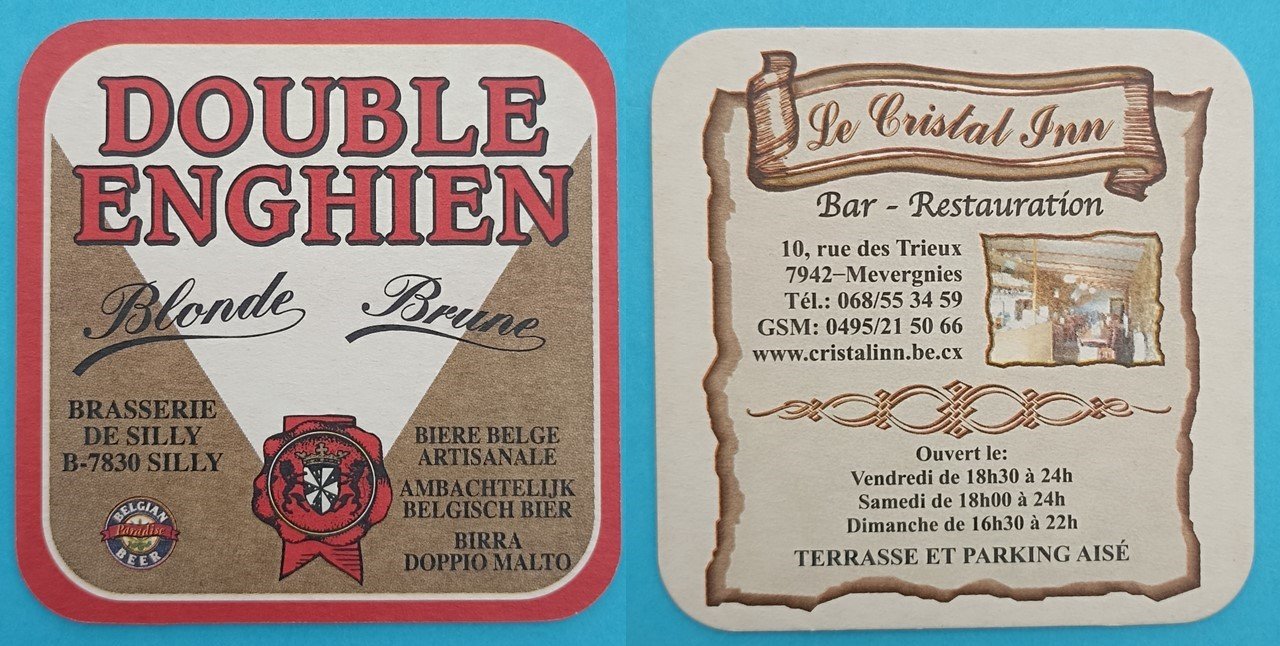 DOUBLE
ENGHIEN
Blonde
Brune
BRASSERIE
DE SILLY
B-7830 SILLY
BELGIAN
Paradise
BEER
BIERE BELGE
ARTISANALE
AMBACHTELIJK
BELGISCH BIER
BIRRA
DOPPIO MALTO
Le Cristal Inn
Bar - Restauration
10, rue des Trieux
7942–Mevergnies
Tél.: 068/55 34 59
GSM: 0495/21 50 66
www.cristalinn.be.cx
Ouvert le:
Vendredi de 18h30 à 24h
Samedi de 18h00 à 24h
Dimanche de 16h30 à 22h
TERRASSE ET PARKING AISÉ